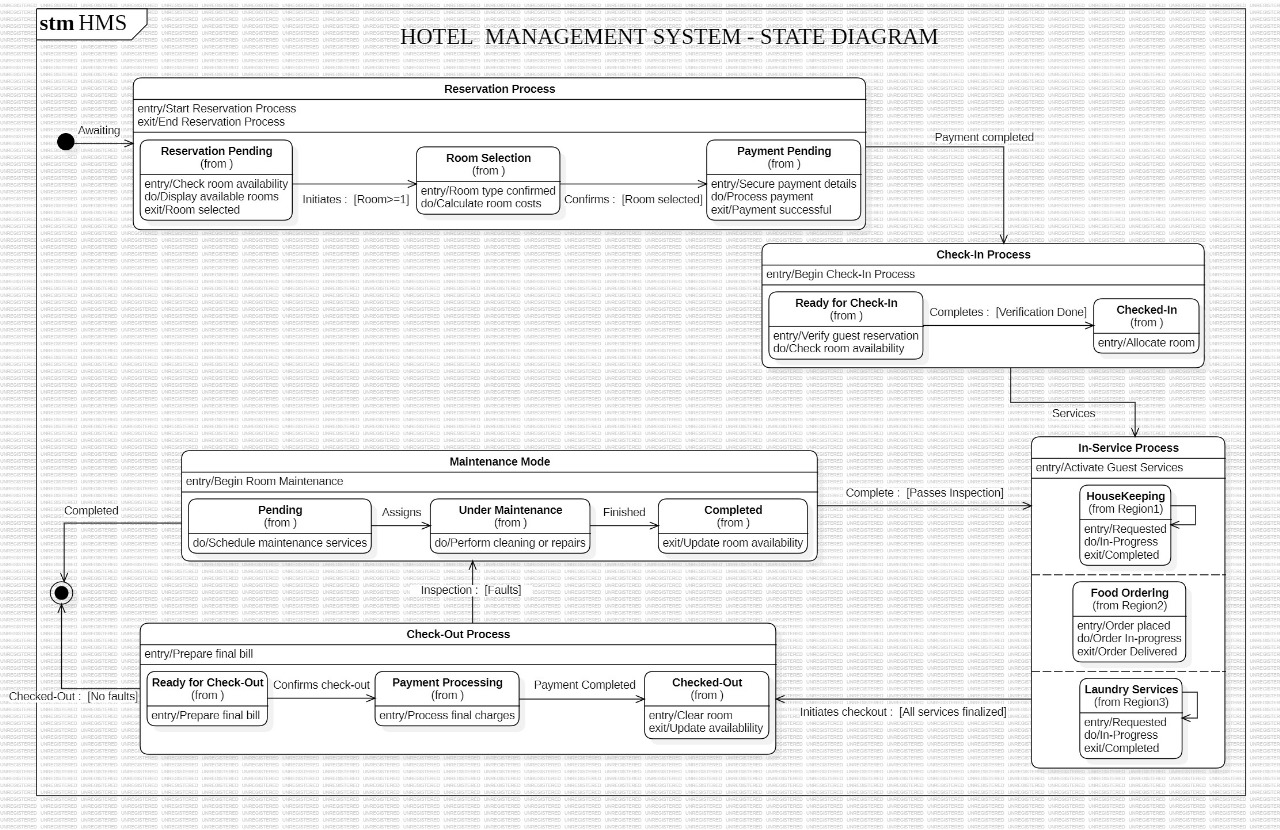 stm HMS
HOTEL  MANAGEMENT SYSTEM - STATE DIAGRAM
Reservation Process
entry/Start Reservation Process
exit/End Reservation Process
Awaiting
Reservation Pending
(from )
entry/Check room availability
do/Display available rooms
exit/Room selected
Initiates :  [Room>=1]
Room Selection
(from )
entry/Room type confirmed
do/Calculate room costs
Confirms :  [Room selected]
Payment Pending
(from )
entry/Secure payment details
do/Process payment
exit/Payment successful
Payment completed
Check-In Process
entry/Begin Check-In Process
Ready for Check-In
(from )
entry/Verify guest reservation
do/Check room availability
Completes :  [Verification Done]
Checked-In
(from )
entry/Allocate room
Services
In-Service Process
entry/Activate Guest Services
HouseKeeping
(from Region1)
entry/Requested
do/In-Progress
exit/Completed
Food Ordering
(from Region2)
entry/Order placed
do/Order In-progress
exit/Order Delivered
Laundry Services
(from Region3)
entry/Requested
do/In-Progress
exit/Completed
Maintenance Mode
entry/Begin Room Maintenance
Pending
(from )
do/Schedule maintenance services
Assigns
Under Maintenance
(from )
do/Perform cleaning or repairs
Finished
Completed
(from )
exit/Update room availability
Complete :  [Passes Inspection]
Completed
Inspection :  [Faults]
Check-Out Process
entry/Prepare final bill
Ready for Check-Out
(from )
entry/Prepare final bill
Confirms check-out
Payment Processing
(from )
entry/Process final charges
Payment Completed
Checked-Out
(from )
entry/Clear room
exit/Update availablility
Initiates checkout :  [All services finalized]
Checked-Out :  [No faults]
UNREGISTERED